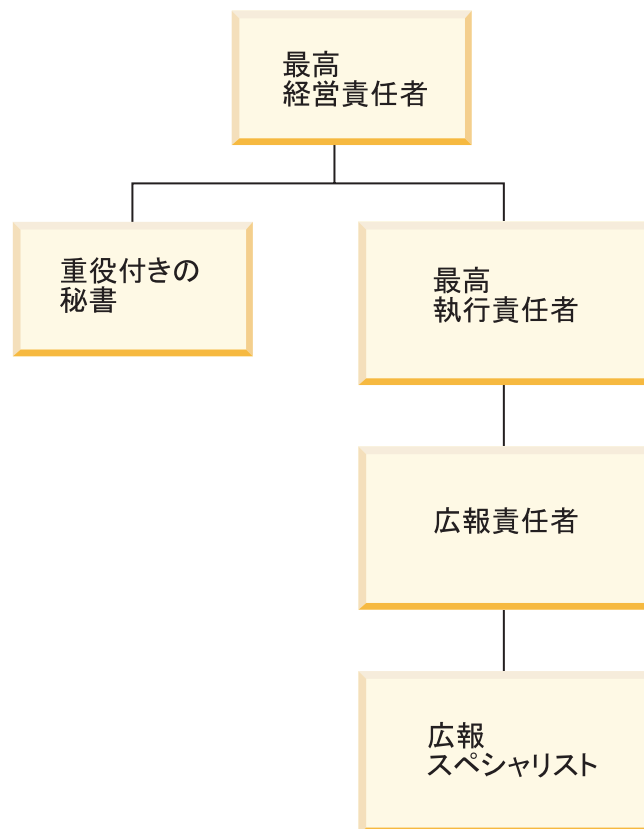 最高
経営責任者
重役付きの
秘書
最高
執行責任者
広報責任者
広報
スペシャリスト